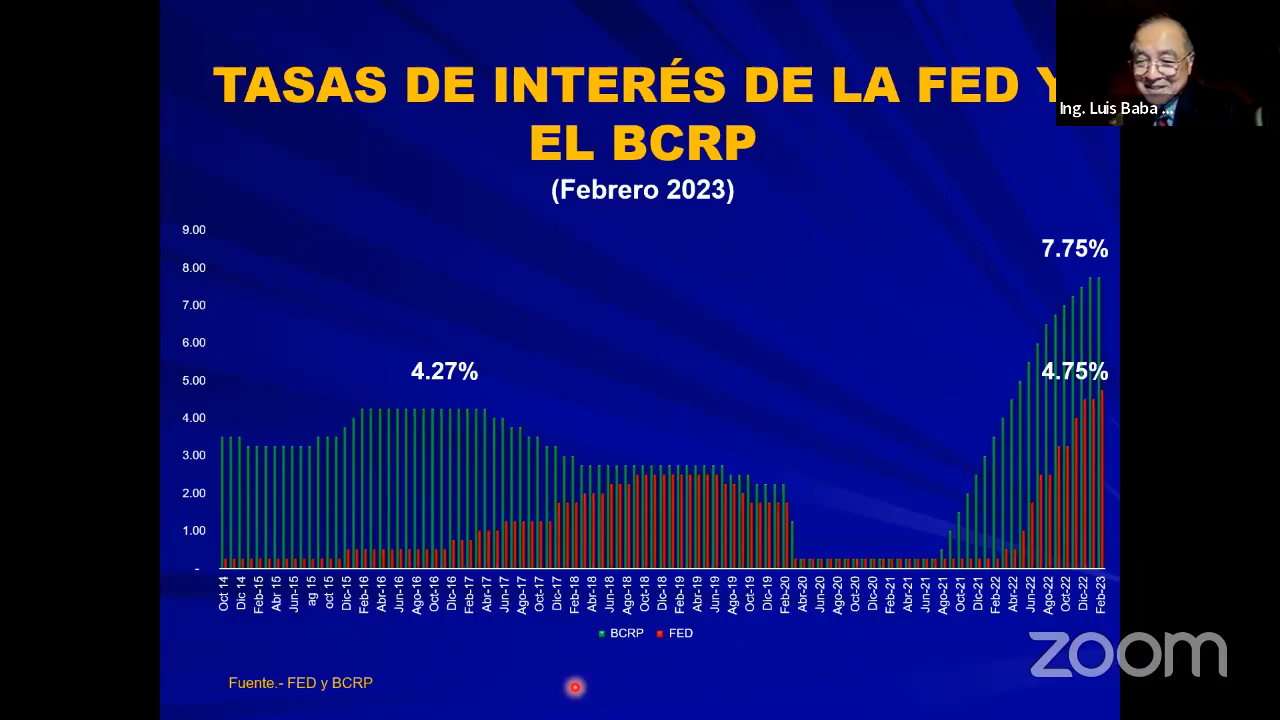 TASAS DE INTERÉS DE LA FED Y
EL BCRP
(Febrero 2023)
Ing. Luis Baba ...
9.00
8.00
7.00
6.00
5.00
4.00
3.00
2.00
1.00
-
7.75%
4.27%
4.75%
Oct 14
Dic 14
Feb-15
Abr 15
Jun-15
ag 15
oct 15
Dic-15
Feb-16
Abr-16
Jun-16
Ago-16
Oct-16
Dic-16
Feb-17
Abr-17
Jun-17
Ago-17
Oct-17
Dic-17
Feb-18
Abr-18
Jun-18
Ago-18
Oct-18
Dic-18
Feb-19
Abr-19
Jun-19
Ago-19
Oct-19
Dic-19
Feb-20
Abr-20
Jun-20
Ago-20
Oct-20
Dic-20
Feb-21
Abr-21
Jun-21
Ago-21
Oct-21
Dic-21
Feb-22
Abr-22
Jun-22
Ago-22
Oct-22
Dic-22
Feb-23
BCRP FED
zoom
Fuente.- FED y BCRP